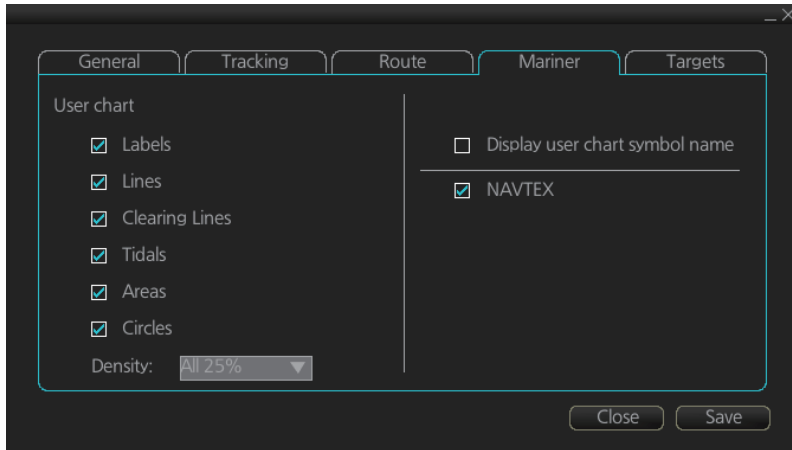 General Tracking Route Mariner Targets
User chart
Labels
Lines
Clearing Lines
Tidals
Areas
Circles
Density: All 25%
Display user chart symbol name
NAVTEX
Close Save